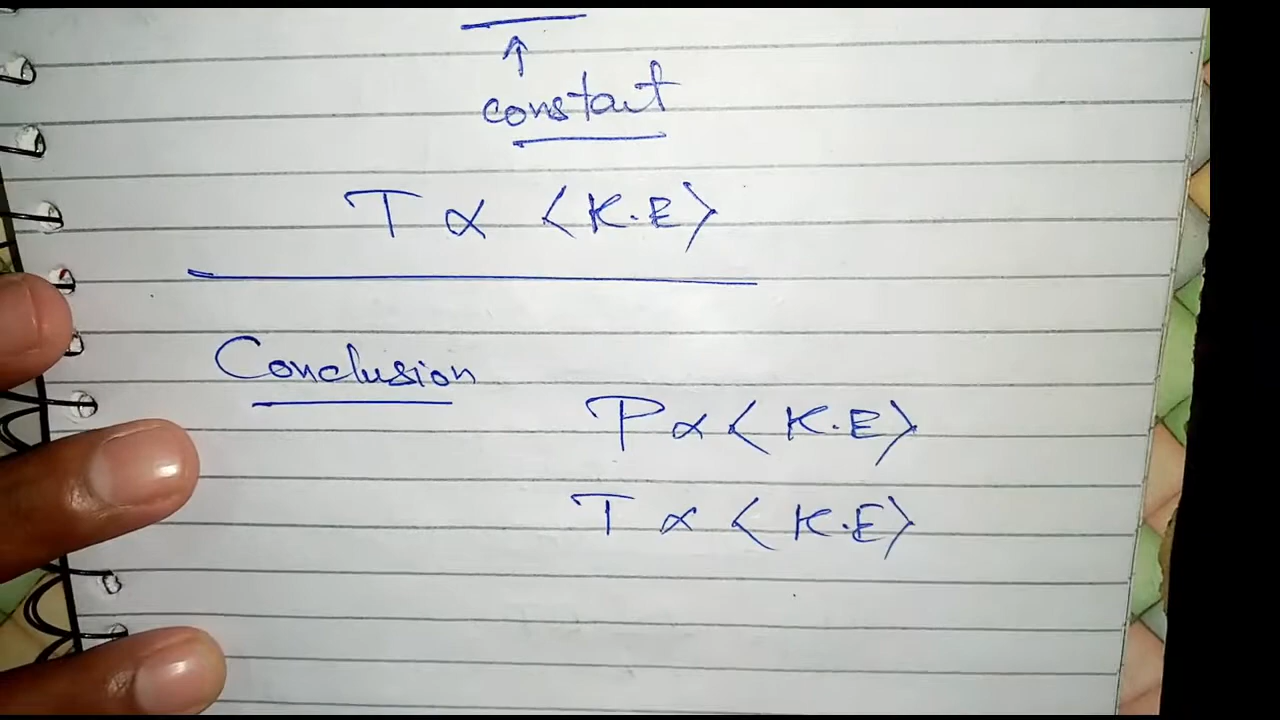 ↑
constant
T ∝ <K.E>
Conclusion
P ∝ <K.E>
T ∝ <K.E>